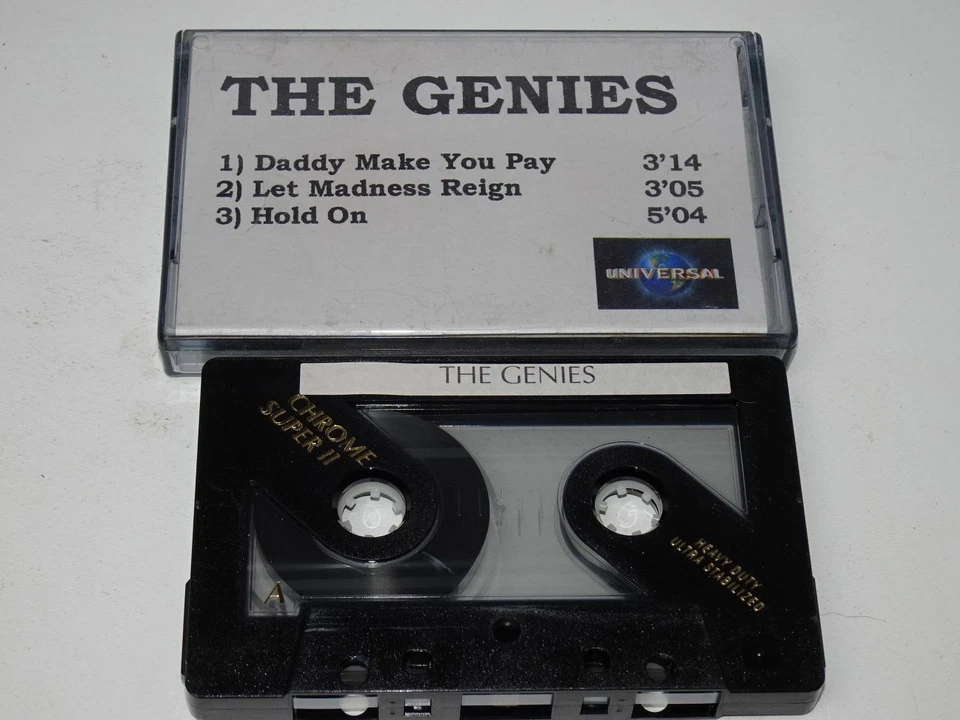 THE GENIES
1) Daddy Make You Pay 3'14
2) Let Madness Reign 3'05
3) Hold On 5'04
UNIVERSAL
THE GENIES
CHROME
SUPER II
HEAVY DUTY
ULTRA STABILIZED
A